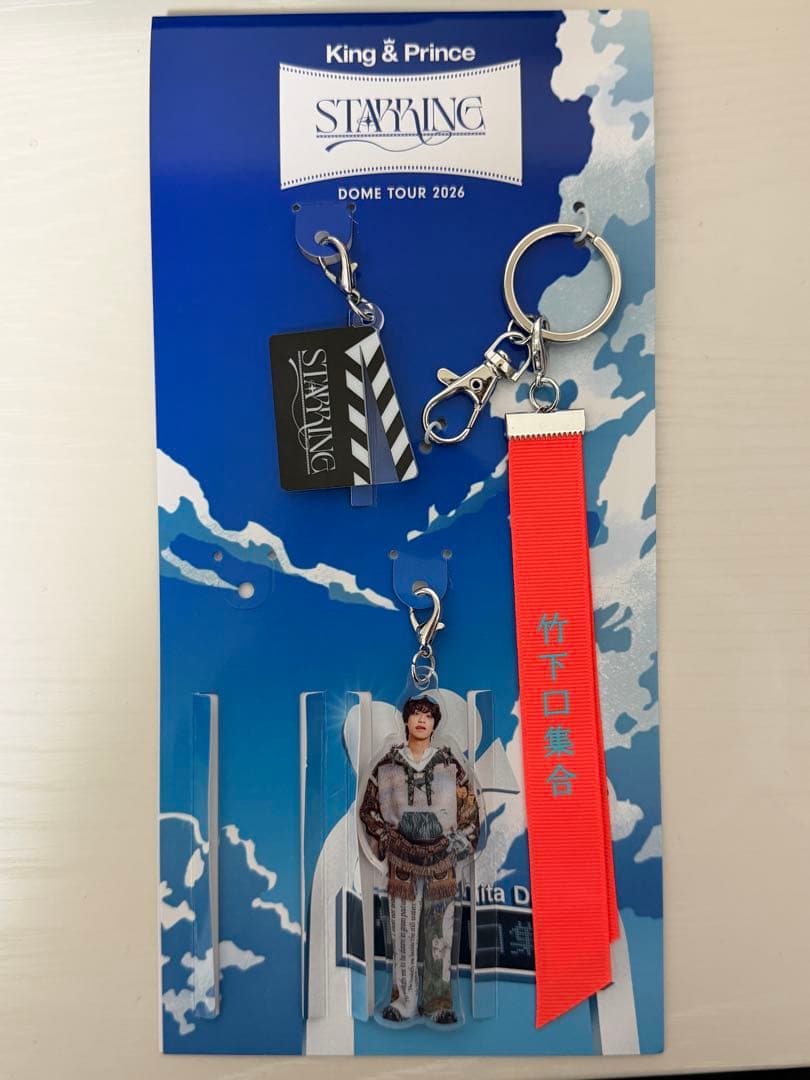 King & Prince
STARRING
DOME TOUR 2026
STARRING
竹下口集合